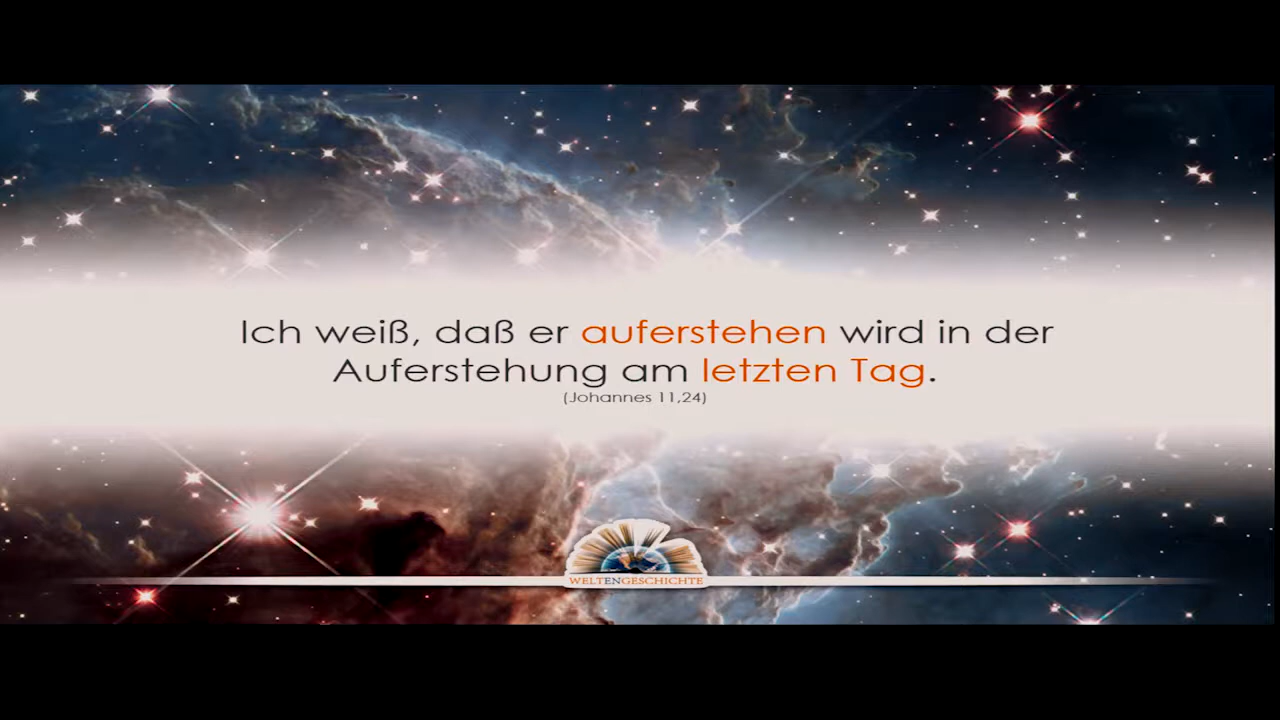 Ich weiß, daß er auferstehen wird in der
Auferstehung am letzten Tag.
(Johannes 11,24)
WELTENGESCHICHTE